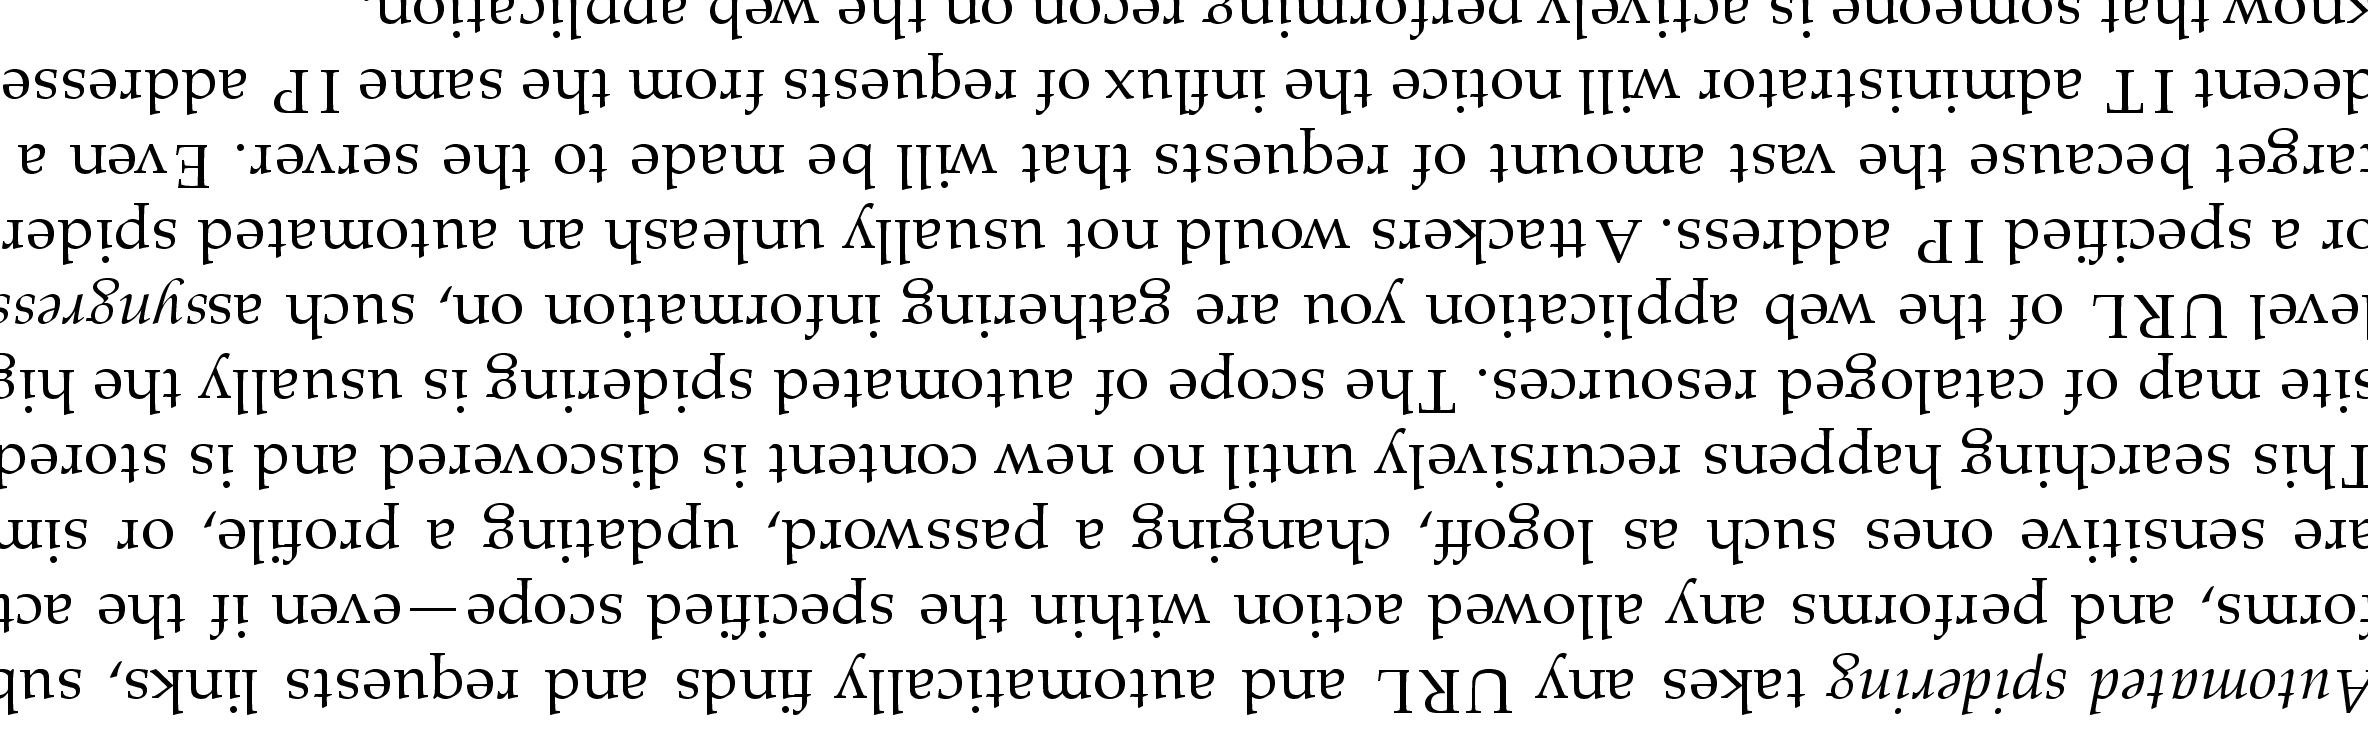 Automated spidering takes any URL and automatically finds and requests links, sub
forms, and performs any allowed action within the specified scope—even if the act
are sensitive ones such as logoff, changing a password, updating a profile, or sim
This searching happens recursively until no new content is discovered and is stored
site map of cataloged resources. The scope of automated spidering is usually the hig
level URL of the web application you are gathering information on, such assyngress
or a specified IP address. Attackers would not usually unleash an automated spider
target because the vast amount of requests that will be made to the server. Even a
decent IT administrator will notice the influx of requests from the same IP addresse
know that someone is actively performing recon on the web application.